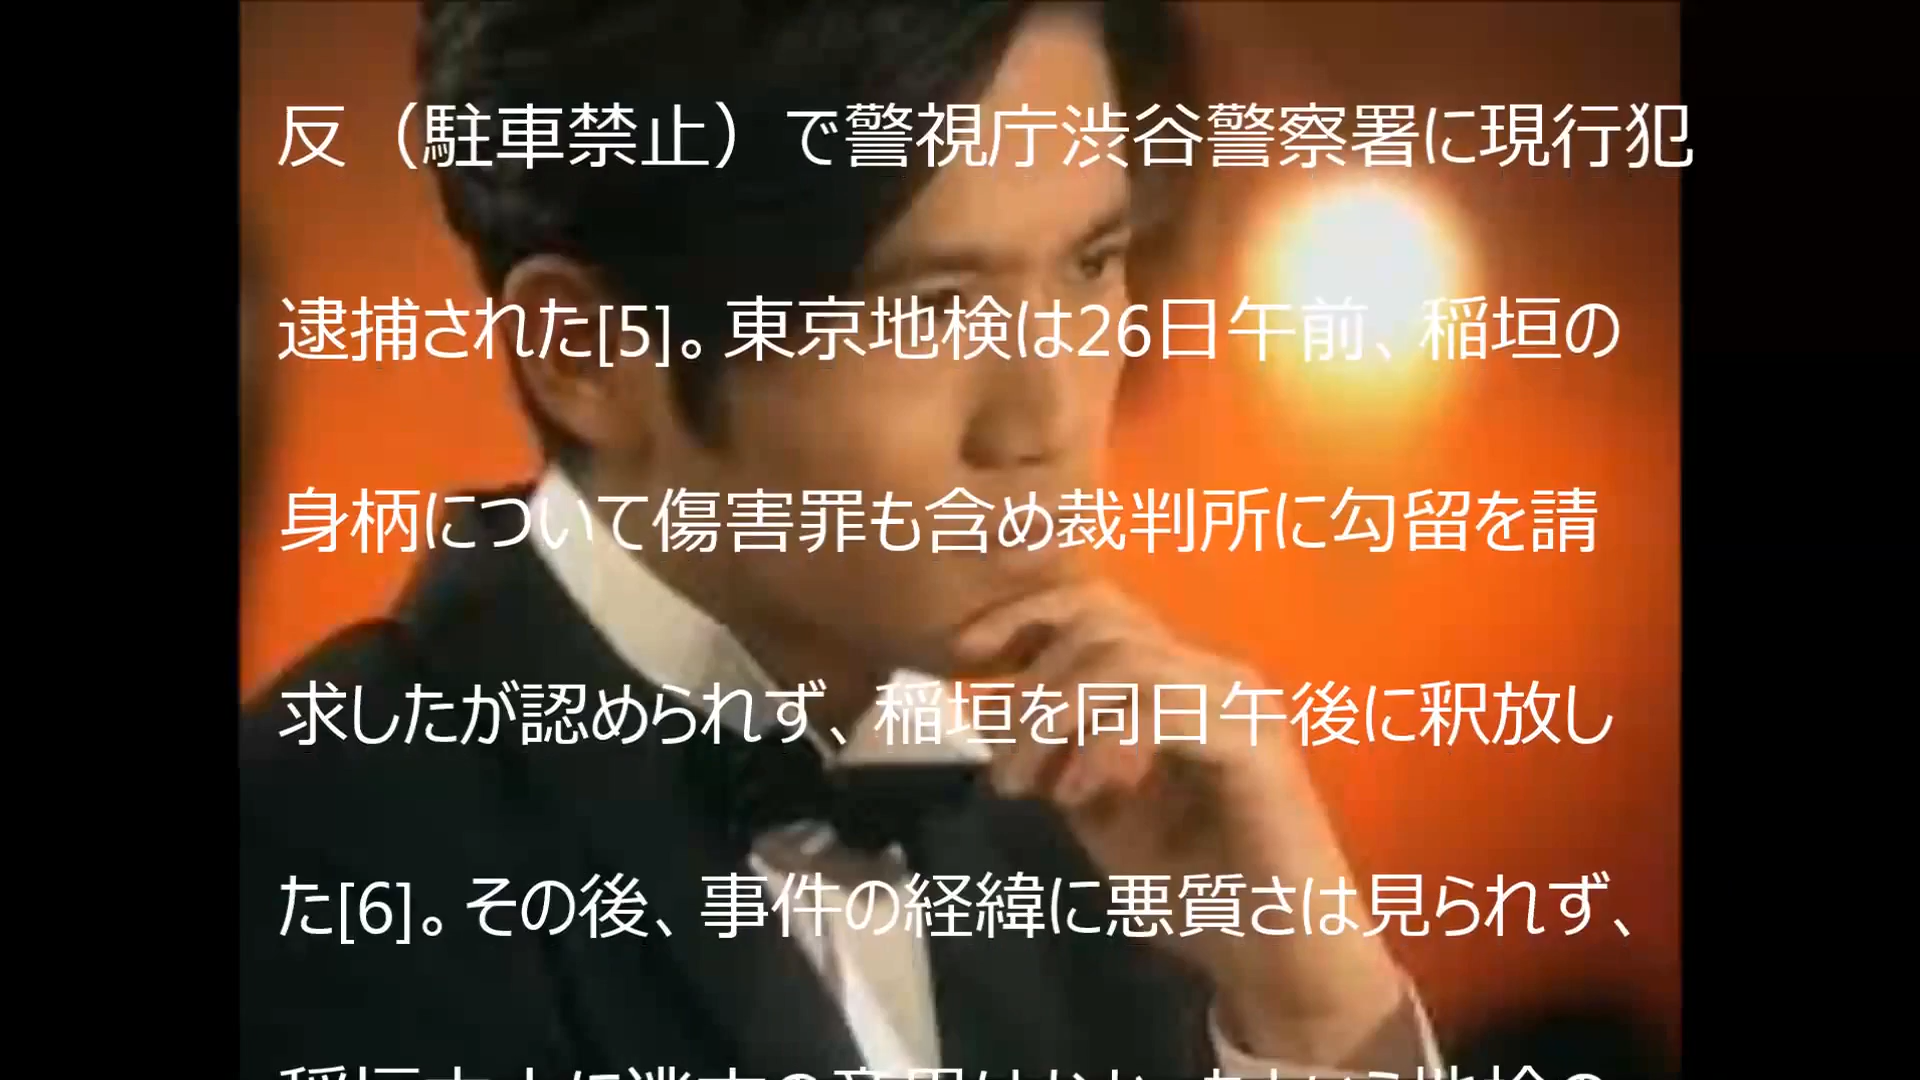 反（駐車禁止）で警視庁渋谷警察署に現行犯
逮捕された[5]。東京地検は26日午前、稲垣の
身柄について傷害罪も含め裁判所に勾留を請
求したが認められず、稲垣を同日午後に釈放し
た[6]。その後、事件の経緯に悪質さは見られず、